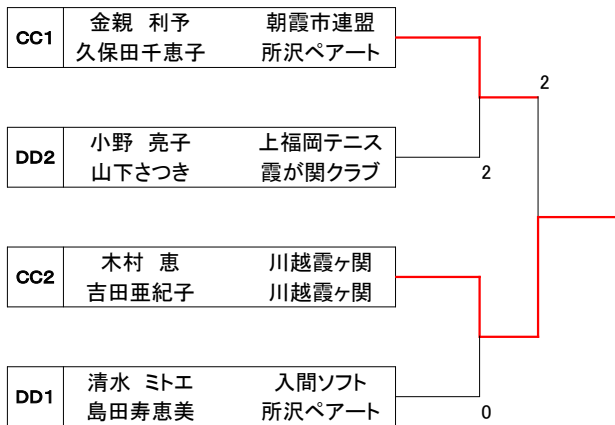 CC1 金親 利予 朝霞市連盟
久保田千恵子 所沢ペアート
2
DD2 小野 亮子 上福岡テニス
山下さつき 霞が関クラブ
2
CC2 木村 恵 川越霞ヶ関
吉田亜紀子 川越霞ヶ関
DD1 清水 ミトエ 入間ソフト
島田寿恵美 所沢ペアート
0